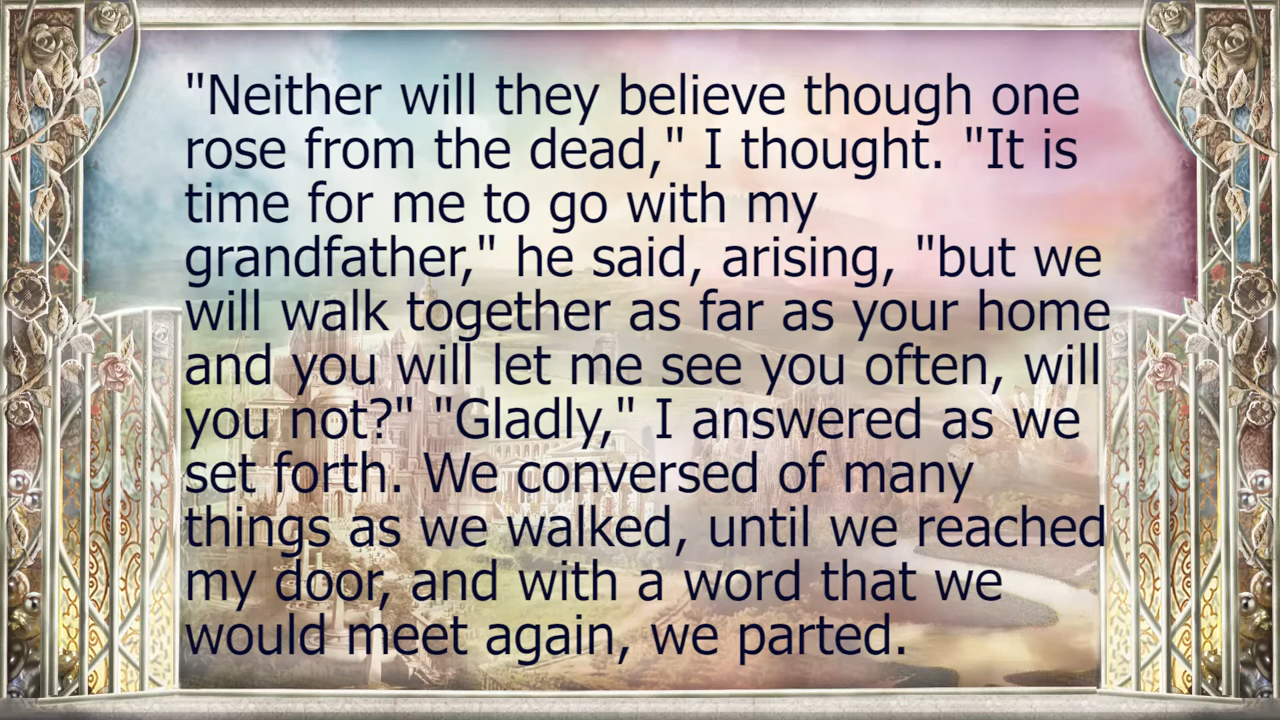 "Neither will they believe though one
rose from the dead," I thought. "It is
time for me to go with my
grandfather," he said, arising, "but we
will walk together as far as your home
and you will let me see you often, will
you not?" "Gladly," I answered as we
set forth. We conversed of many
things as we walked, until we reached
my door, and with a word that we
would meet again, we parted.